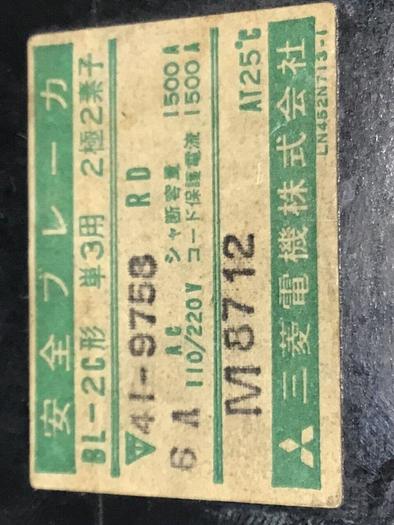 安全ブレーカ
BL-2C形 単3用 2極2素子
41-9758 RD
6A AC 110/220V
シャ断容量 1500A
コード保護電流 1500A
M8712 AT25℃
三菱電機株式会社
LN452N713-1